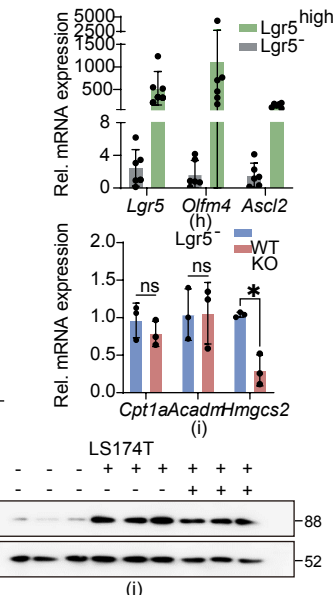 5000
2500
1500
1000
500
8
4
0
Rel. mRNA expression
Lgr5high
Lgr5-
Lgr5 Olfm4 Ascl2
(h)
Lgr5-
WT
KO
2.0
1.5
1.0
0.5
0.0
Rel. mRNA expression
ns
ns
*
Cpt1a Acadm Hmgcs2
(i)
LS174T
- - - + + + + + +
- - - - - - + + +
88
52
(j)